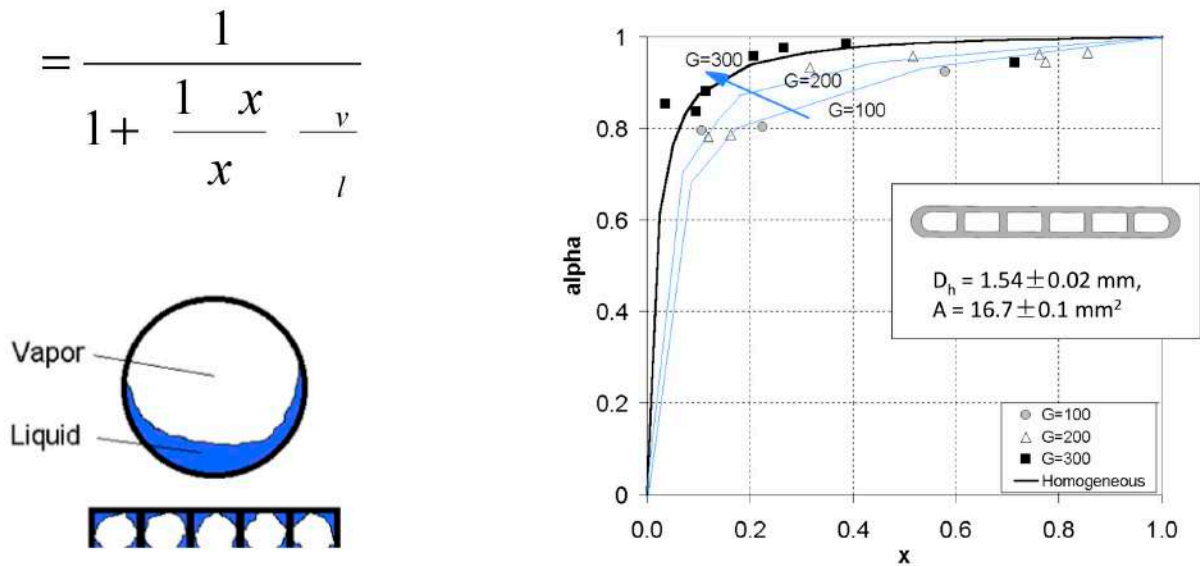 = 1
1+ 1 x v
x l
Vapor
Liquid
1
0.8
0.6
0.4
0.2
0
0.0 0.2 0.4 0.6 0.8 1.0
alpha
x
G=300
G=200
G=100
D_h = 1.54±0.02 mm,
A = 16.7±0.1 mm²
G=100
G=200
G=300
Homogeneous